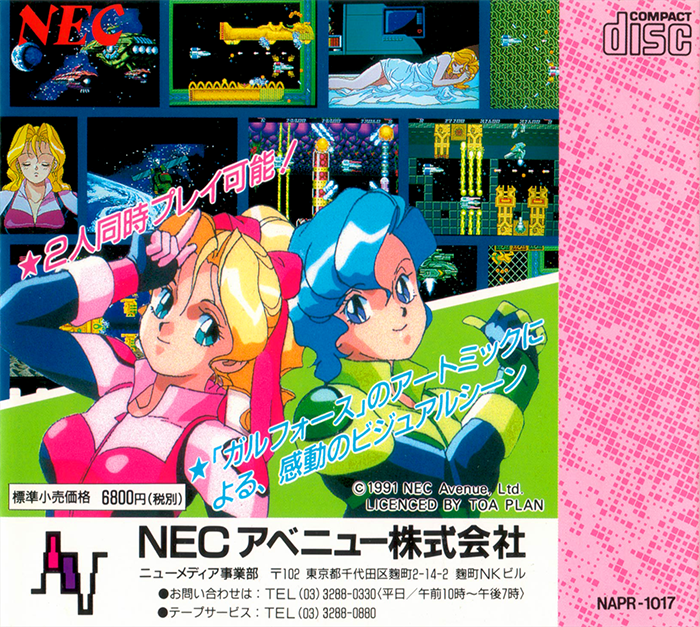 NEC
COMPACT
disc
★2人同時プレイ可能！
★「ガルフォース」のアートミックに
よる、感動のビジュアルシーン
標準小売価格 6800円(税別)
©1991 NEC Avenue, Ltd.
LICENCED BY TOA PLAN
NECアベニュー株式会社
ニューメディア事業部 〒102 東京都千代田区麹町2-14-2 麹町NKビル
●お問い合わせは：TEL(03)3288-0330(平日／午前10時〜午後7時)
●テープサービス：TEL(03)3288-0880
NAPR-1017